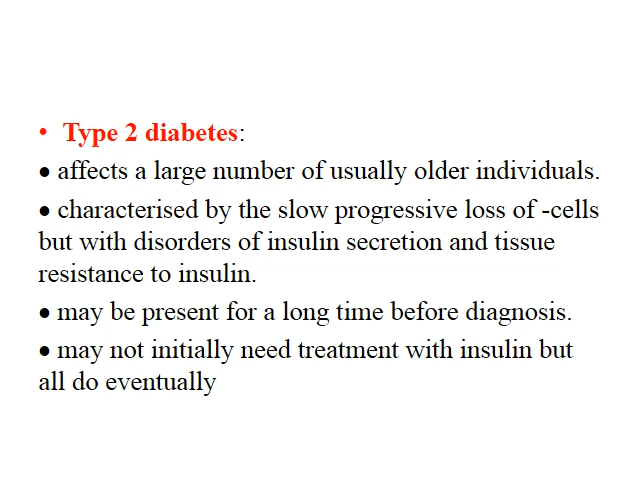 • Type 2 diabetes:
• affects a large number of usually older individuals.
• characterised by the slow progressive loss of -cells
but with disorders of insulin secretion and tissue
resistance to insulin.
• may be present for a long time before diagnosis.
• may not initially need treatment with insulin but
all do eventually